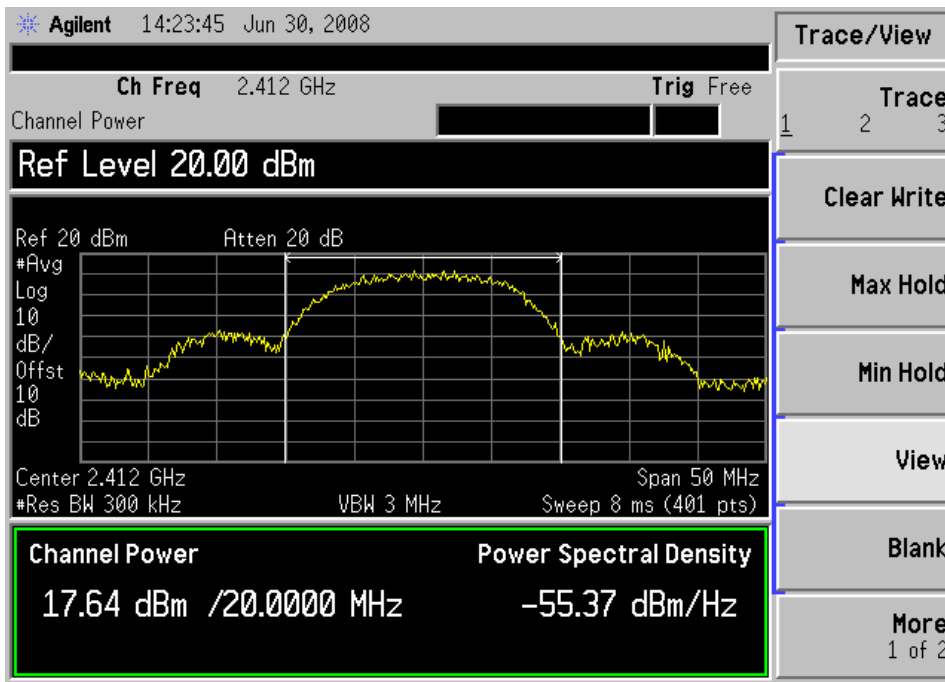 Agilent 14:23:45 Jun 30, 2008
Trace/View
Ch Freq 2.412 GHz Trig Free
Channel Power
Trace
1 2 3
Ref Level 20.00 dBm
Clear Write
Ref 20 dBm Atten 20 dB
#Avg
Log
10
dB/
Offst
10
dB
Max Hold
Min Hold
View
Center 2.412 GHz Span 50 MHz
#Res BW 300 kHz VBW 3 MHz Sweep 8 ms (401 pts)
Channel Power Power Spectral Density
17.64 dBm /20.0000 MHz -55.37 dBm/Hz
Blank
More
1 of 2